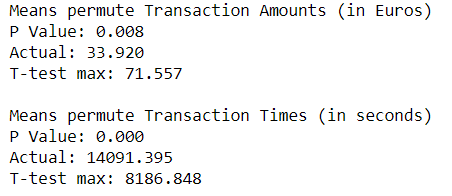 Means permute Transaction Amounts (in Euros)
P Value: 0.008
Actual: 33.920
T-test max: 71.557
Means permute Transaction Times (in seconds)
P Value: 0.000
Actual: 14091.395
T-test max: 8186.848